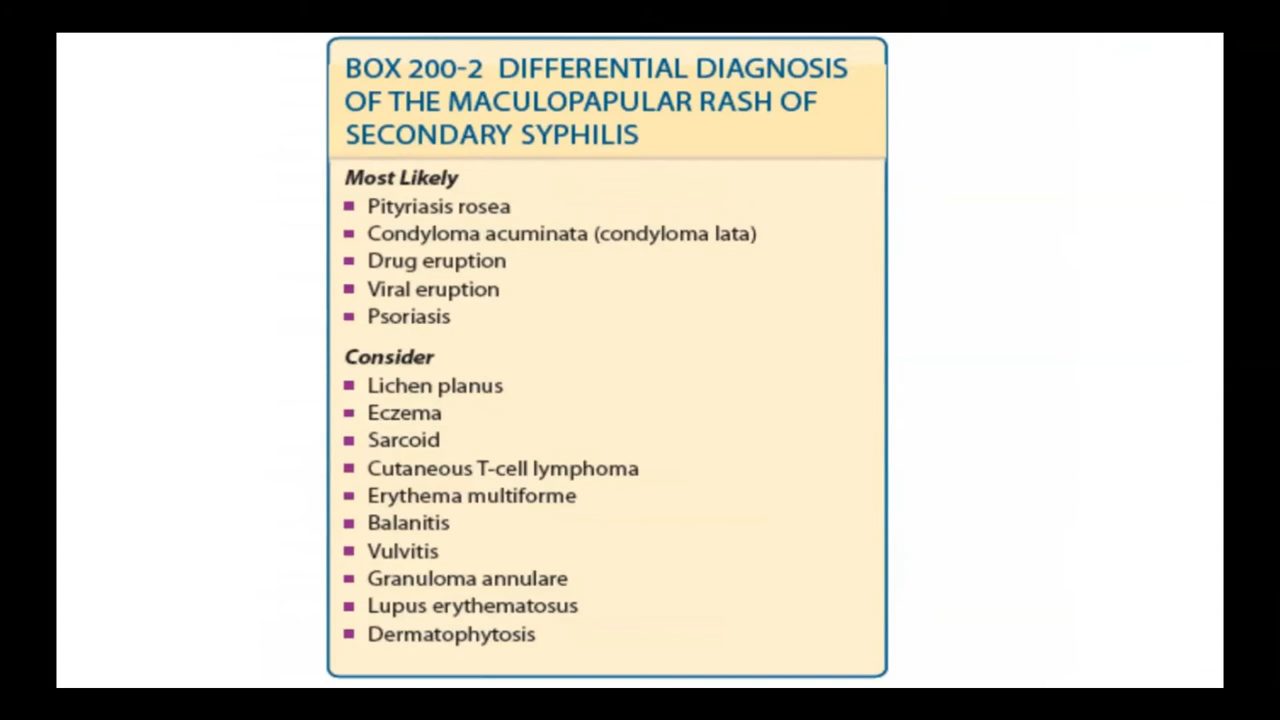 BOX 200-2 DIFFERENTIAL DIAGNOSIS
OF THE MACULOPAPULAR RASH OF
SECONDARY SYPHILIS
Most Likely
Pityriasis rosea
Condyloma acuminata (condyloma lata)
Drug eruption
Viral eruption
Psoriasis
Consider
Lichen planus
Eczema
Sarcoid
Cutaneous T-cell lymphoma
Erythema multiforme
Balanitis
Vulvitis
Granuloma annulare
Lupus erythematosus
Dermatophytosis